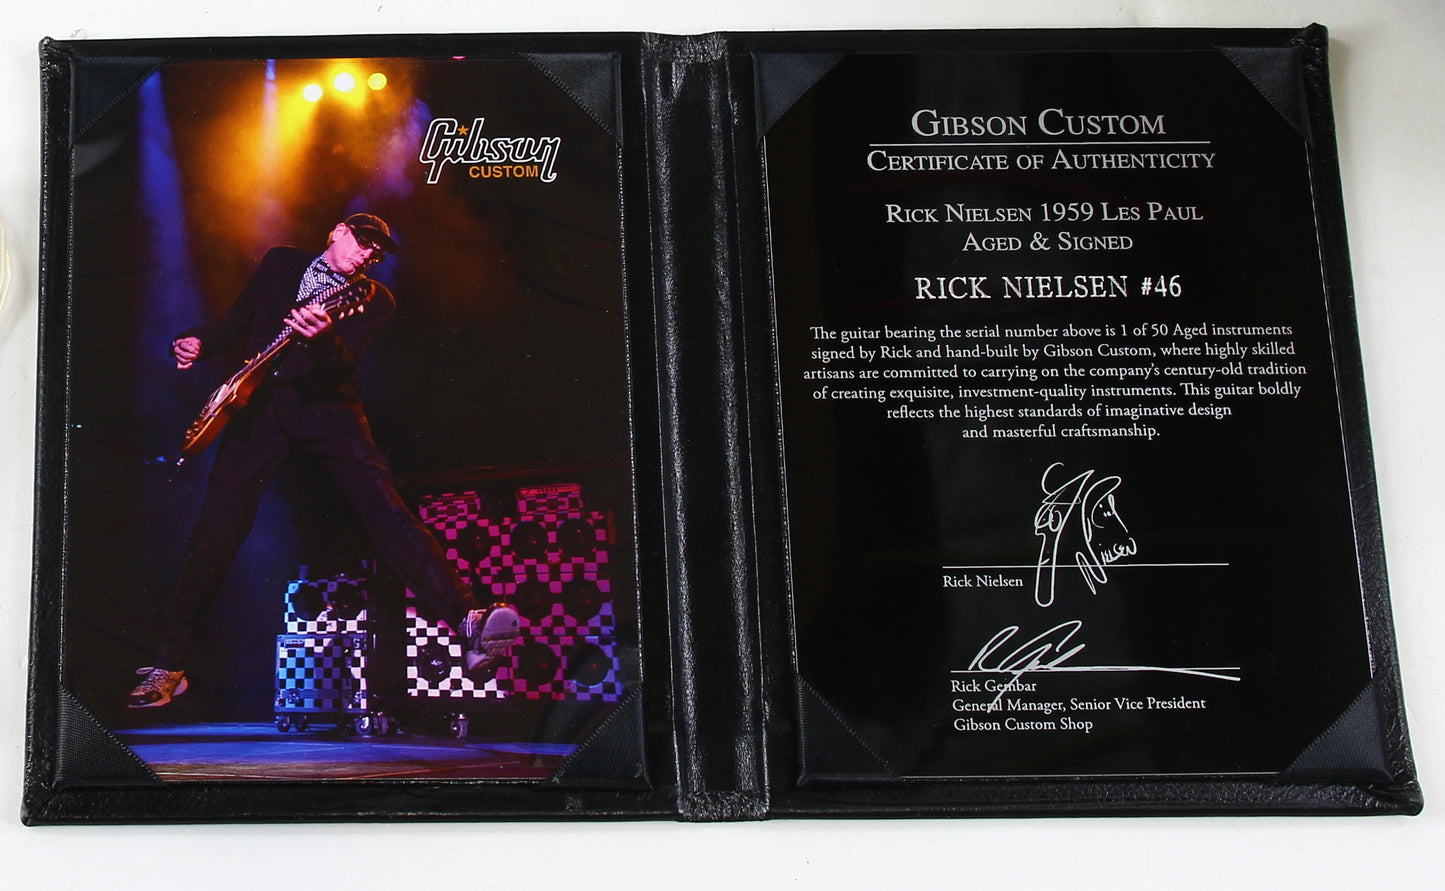 Gibson
CUSTOM
GIBSON CUSTOM
CERTIFICATE OF AUTHENTICITY
RICK NIELSEN 1959 LES PAUL
AGED & SIGNED
RICK NIELSEN #46
The guitar bearing the serial number above is 1 of 50 Aged instruments
signed by Rick and hand-built by Gibson Custom, where highly skilled
artisans are committed to carrying on the company's century-old tradition
of creating exquisite, investment-quality instruments. This guitar boldly
reflects the highest standards of imaginative design
and masterful craftsmanship.
NIELSEN
Rick Nielsen
Rick Gembar
General Manager, Senior Vice President
Gibson Custom Shop